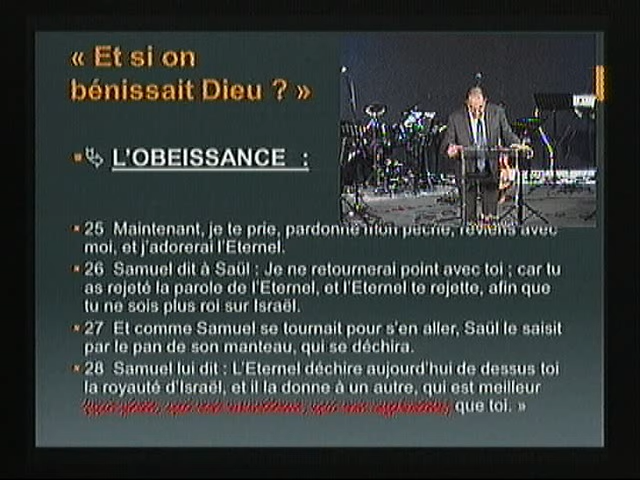 « Et si on
bénissait Dieu ? »
L'OBEISSANCE :
25 Maintenant, je te prie, pardonne mon péché, reviens avec
moi, et j'adorerai l'Eternel.
26 Samuel dit à Saül : Je ne retournerai point avec toi ; car tu
as rejeté la parole de l'Eternel, et l'Eternel te rejette, afin que
tu ne sois plus roi sur Israël.
27 Et comme Samuel se tournait pour s'en aller, Saül le saisit
par le pan de son manteau, qui se déchira.
28 Samuel lui dit : L'Eternel déchire aujourd'hui de dessus toi
la royauté d'Israël, et il la donne à un autre, qui est meilleur
que toi. »